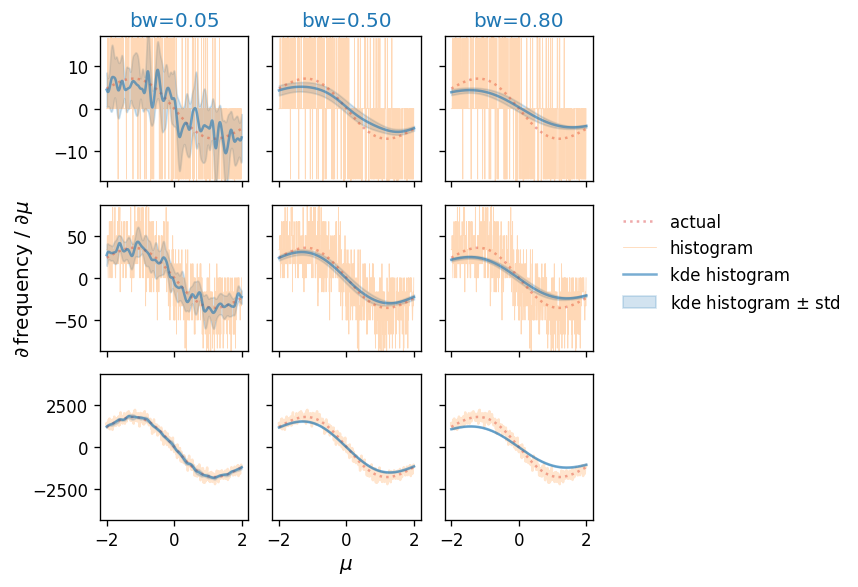 bw=0.05 bw=0.50 bw=0.80
10
0
−10
50
0
−50
2500
0
−2500
−2 0 2 −2 0 2 −2 0 2
μ
∂ frequency / ∂μ
actual
histogram
kde histogram
kde histogram ± std